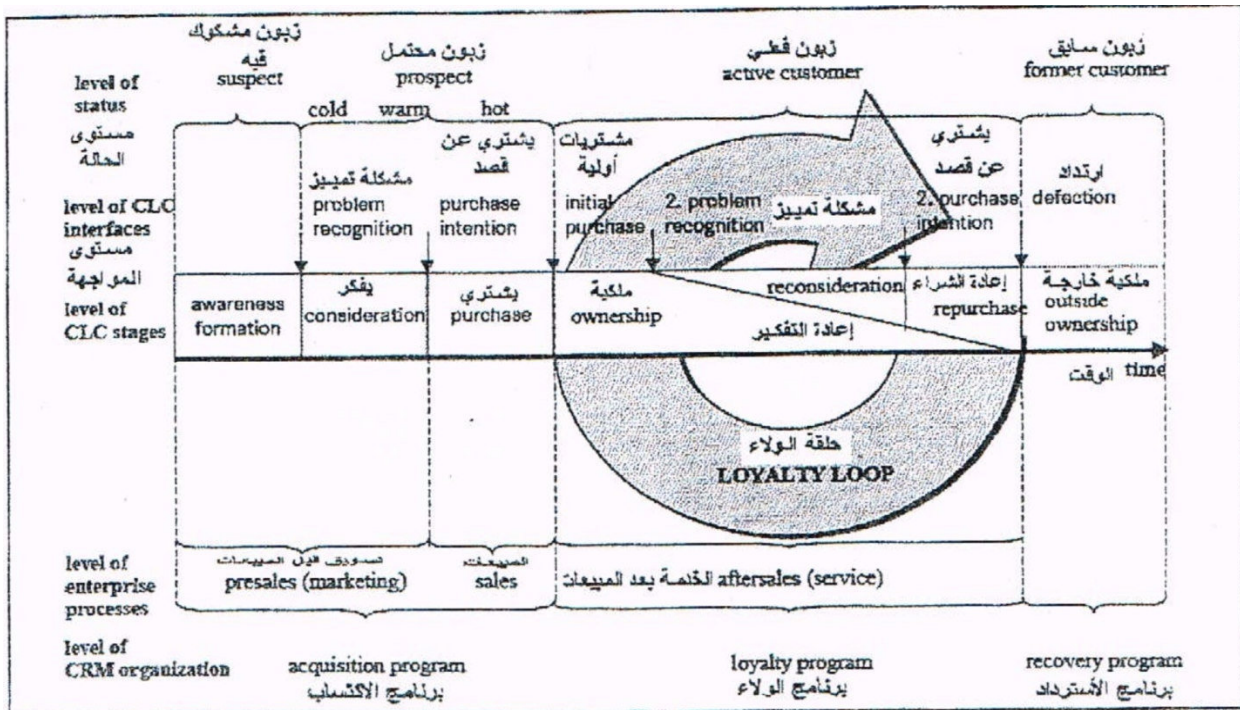 زبون مشكوك
فيه
suspect
زبون محتمل
prospect
زبون فعلي
active customer
زبون سابق
former customer
level of
status
مستوى
الحالة
cold warm hot
مشكلة تمييز
problem
recognition
يشتري عن
قصد
purchase
intention
مشتريات
أولية
initial
purchase
2. problem
recognition
مشكلة تمييز
يشتري
عن قصد
2. purchase
intention
ارتداد
defection
level of CLC
interfaces
مستوى
المواجهة
level of
CLC stages
awareness
formation
يفكر
consideration
يشتري
purchase
ملكية
ownership
reconsideration
إعادة التفكير
إعادة الشراء
repurchase
ملكية خارجة
outside
ownership
الوقت time
حلقة الولاء
LOYALTY LOOP
level of
enterprise
processes
تسويق قبل المبيعات
presales (marketing)
المبيعات
sales
الخدمة بعد المبيعات aftersales (service)
level of
CRM organization
acquisition program
برنامج الاكتساب
loyalty program
برنامج الولاء
recovery program
برنامج الأسترداد